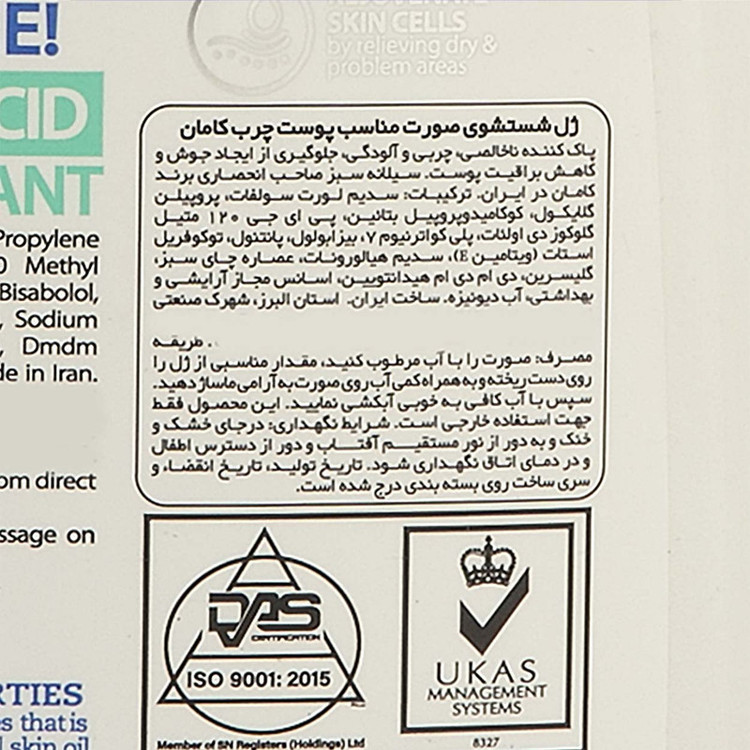 REJUVENATE
SKIN CELLS
by relieving dry &
problem areas
E!
CID
ANT
Propylene
0 Methyl
Bisabolol,
, Sodium
, Dmdm
de in Iran.
om direct
ssage on
RTIES
es that is
l skin oil
ژل شستشوی صورت مناسب پوست چرب کامان
پاک کننده ناخالصی، چربی و آلودگی، جلوگیری از ایجاد جوش و
کاهش براقیت پوست. سیلانه سبز صاحب انحصاری برند
کامان در ایران. ترکیبات: سدیم لورت سولفات، پروپیلن
گلایکول، کوکامیدوپروپیل بتائین، پی ای جی ۱۲۰ متیل
گلوکوز دی اولئات، پلی کواترنیوم ۷، بیزابولول، پانتنول، توکوفریل
استات (ویتامین E)، سدیم هیالورونات، عصاره چای سبز،
گلیسرین، دی ام دی ام هیدانتویین، اسانس مجاز آرایشی و
بهداشتی، آب دیونیزه. ساخت ایران. استان البرز، شهرک صنعتی
. طریقه
مصرف: صورت را با آب مرطوب کنید، مقدار مناسبی از ژل را
روی دست ریخته و به همراه کمی آب روی صورت به آرامی ماساژ دهید.
سپس با آب کافی به خوبی آبکشی نمایید. این محصول فقط
جهت استفاده خارجی است. شرایط نگهداری: در جای خشک و
خنک و به دور از نور مستقیم آفتاب و دور از دسترس اطفال
و در دمای اتاق نگهداری شود. تاریخ تولید، تاریخ انقضاء و
سری ساخت روی بسته بندی درج شده است.
DAS
CERTIFICATION
ISO 9001: 2015
Member of SN Registers (Holdings) Ltd
UKAS
MANAGEMENT
SYSTEMS
8327